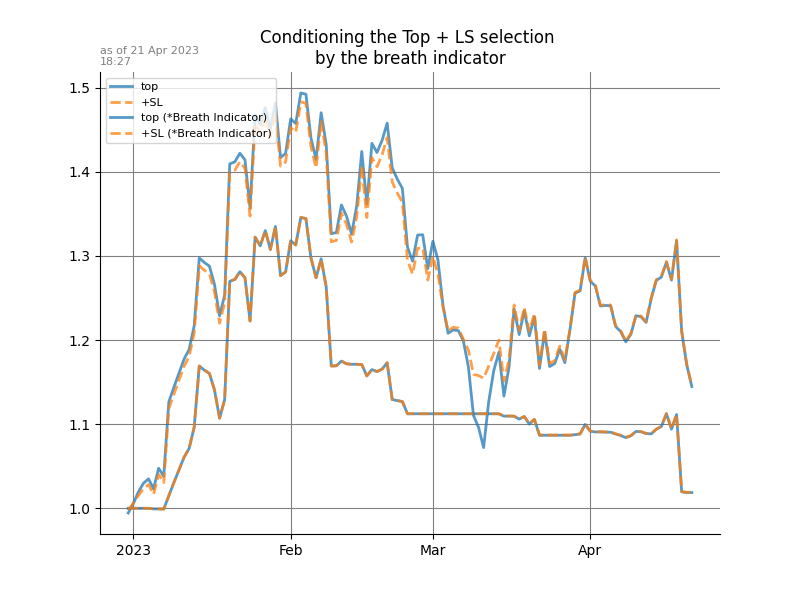 Conditioning the Top + LS selection
by the breath indicator
as of 21 Apr 2023
18:27
top
+SL
top (*Breath Indicator)
+SL (*Breath Indicator)
1.5
1.4
1.3
1.2
1.1
1.0
2023 Feb Mar Apr